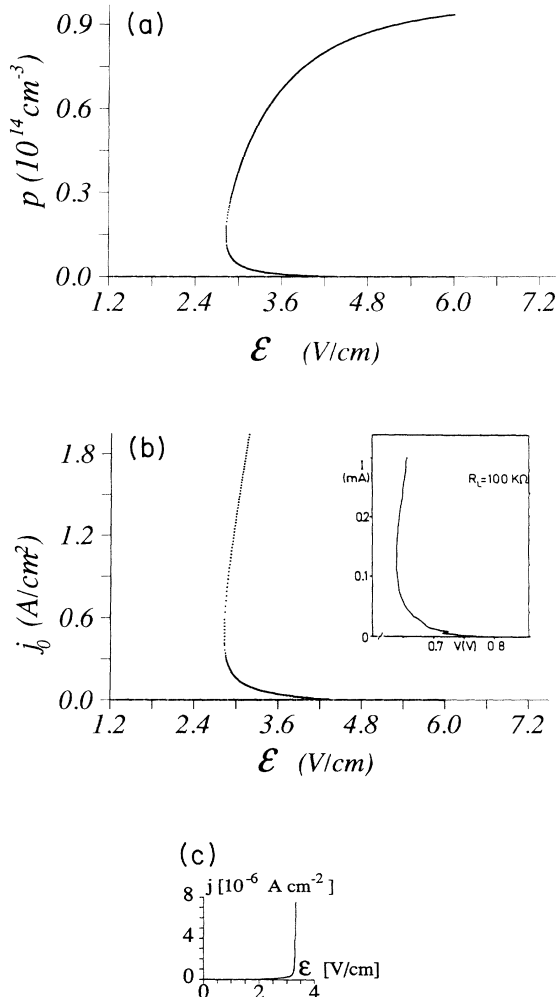 (a)
p (10^14 cm^-3)
0.9
0.6
0.3
0.0
1.2 2.4 3.6 4.8 6.0 7.2
ℰ (V/cm)
(b)
j_0 (A/cm^2)
1.8
1.2
0.6
0.0
1.2 2.4 3.6 4.8 6.0 7.2
ℰ (V/cm)
I
(mA)
R_L=100 KΩ
0.2
0.1
0
0.7 V(V) 0.8
(c)
j [10^-6 A cm^-2]
8
4
0
0 2 4
ε [V/cm]